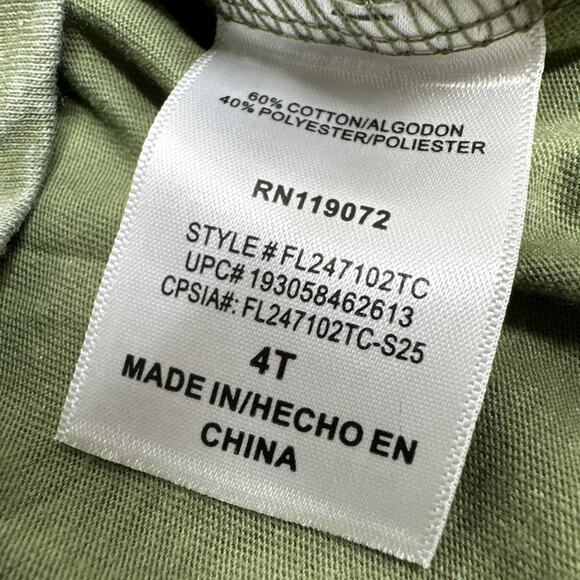 60% COTTON/ALGODON
40% POLYESTER/POLIESTER
RN119072
STYLE # FL247102TC
UPC# 193058462613
CPSIA#: FL247102TC-S25
4T
MADE IN/HECHO EN
CHINA